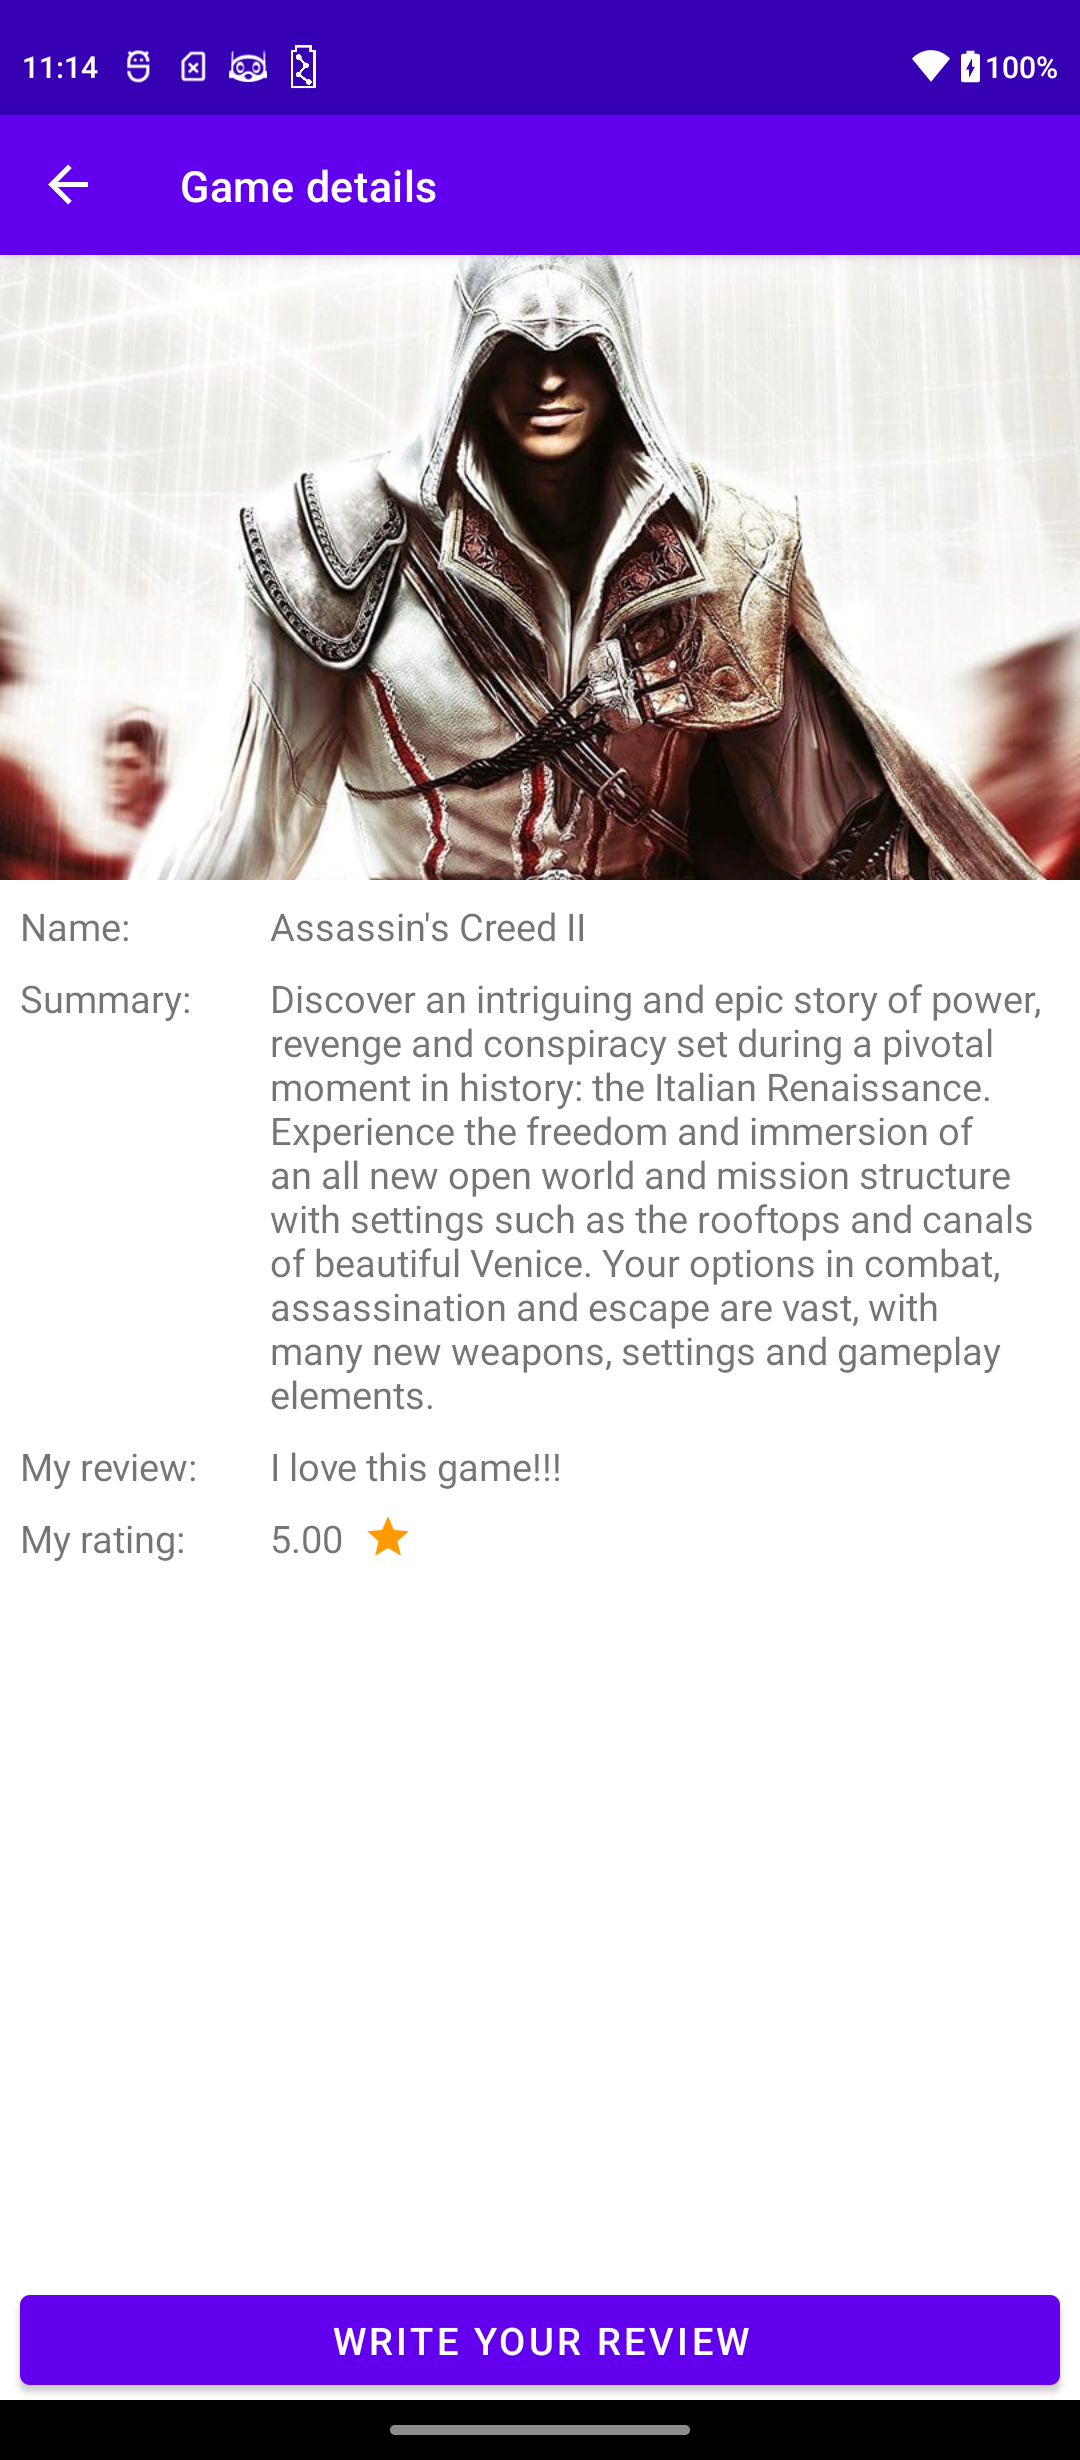 11:14
100%
Game details
Name: Assassin's Creed II
Summary: Discover an intriguing and epic story of power,
revenge and conspiracy set during a pivotal
moment in history: the Italian Renaissance.
Experience the freedom and immersion of
an all new open world and mission structure
with settings such as the rooftops and canals
of beautiful Venice. Your options in combat,
assassination and escape are vast, with
many new weapons, settings and gameplay
elements.
My review: I love this game!!!
My rating: 5.00
WRITE YOUR REVIEW